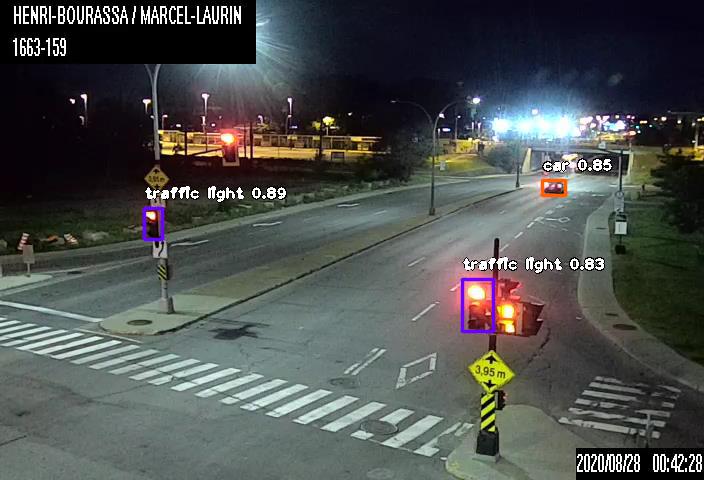 HENRI-BOURASSA / MARCEL-LAURIN
1663-159
car 0.85
traffic light 0.89
traffic light 0.83
3,95 m
2020/08/28 00:42:28